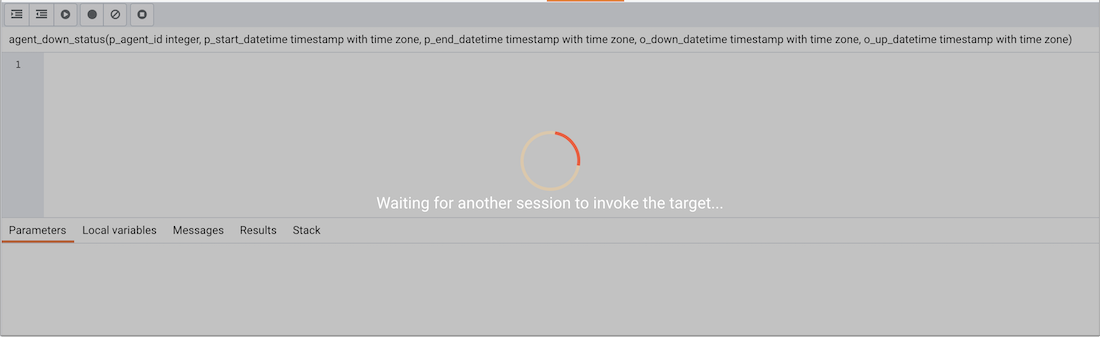 agent_down_status(p_agent_id integer, p_start_datetime timestamp with time zone, p_end_datetime timestamp with time zone, o_down_datetime timestamp with time zone, o_up_datetime timestamp with time zone)
1
Waiting for another session to invoke the target...
Parameters Local variables Messages Results Stack